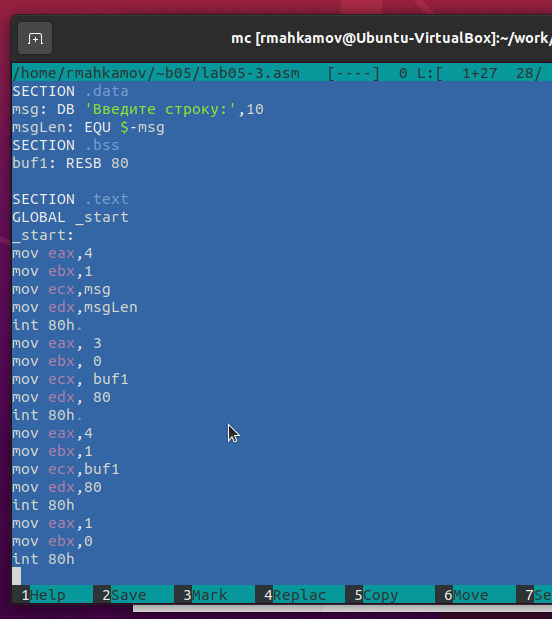 mc [rmahkamov@Ubuntu-VirtualBox]:~/work/
/home/rmahkamov/~b05/lab05-3.asm   [----]  0 L:[  1+27  28/
SECTION .data
msg: DB 'Введите строку:',10
msgLen: EQU $-msg
SECTION .bss
buf1: RESB 80
SECTION .text
GLOBAL _start
_start:
mov eax,4
mov ebx,1
mov ecx,msg
mov edx,msgLen
int 80h.
mov eax, 3
mov ebx, 0
mov ecx, buf1
mov edx, 80
int 80h.
mov eax,4
mov ebx,1
mov ecx,buf1
mov edx,80
int 80h
mov eax,1
mov ebx,0
int 80h
1Help  2Save  3Mark  4Replac  5Copy  6Move  7Se